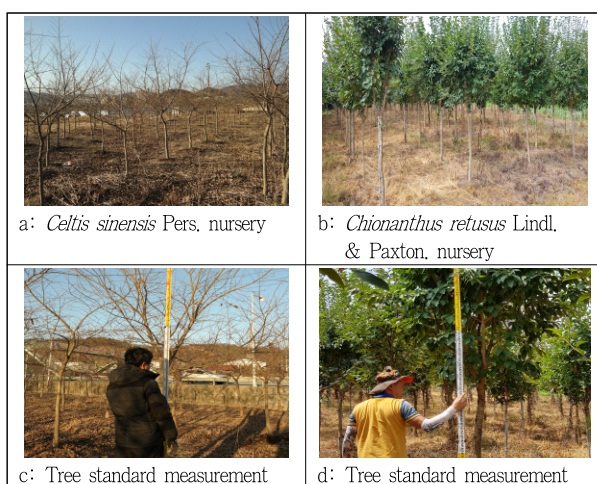 a: Celtis sinensis Pers. nursery
b: Chionanthus retusus Lindl.
& Paxton. nursery
c: Tree standard measurement
d: Tree standard measurement